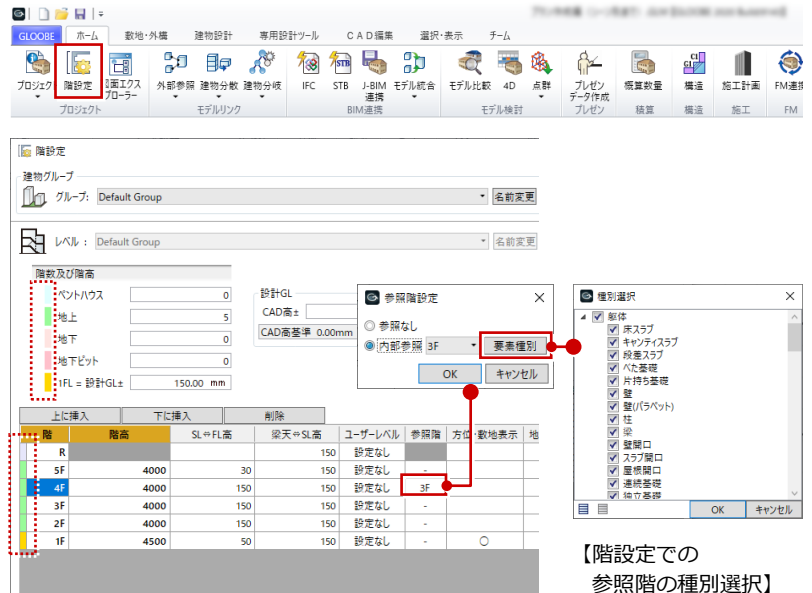 GLOOBE ホーム 敷地・外構 建物設計 専用設計ツール CAD編集 選択・表示 チーム
プロジェクト 階設定 図面エクスプローラー 外部参照 建物分散 建物分岐 IFC STB J-BIM連携 モデル統合 モデル比較 4D 点群 プレゼンデータ作成 概算数量 構造 施工計画 FM連携
プロジェクト モデルリンク BIM連携 モデル検討 プレゼン 積算 構造 施工 FM
階設定
建物グループ
グループ: Default Group 名前変更
レベル : Default Group 名前変更
階数及び階高
ペントハウス 0
地上 5
地下 0
地下ピット 0
1FL = 設計GL± 150.00 mm
設計GL
CAD高±
CAD高基準 0.00mm
参照階設定
参照なし
内部参照 3F 要素種別
OK キャンセル
上に挿入 下に挿入 削除
階 階高 SL⇔FL高 梁天⇔SL高 ユーザーレベル 参照階 方位・敷地表示 地
R 150 設定なし
5F 4000 30 150 設定なし -
4F 4000 150 150 設定なし 3F
3F 4000 150 150 設定なし -
2F 4000 150 150 設定なし -
1F 4500 50 150 設定なし - ○
種別選択
躯体
床スラブ
キャンティスラブ
段差スラブ
べた基礎
片持ち基礎
壁
壁(パラペット)
柱
梁
壁開口
スラブ開口
屋根開口
連続基礎
独立基礎
OK キャンセル
【階設定での
参照階の種別選択】